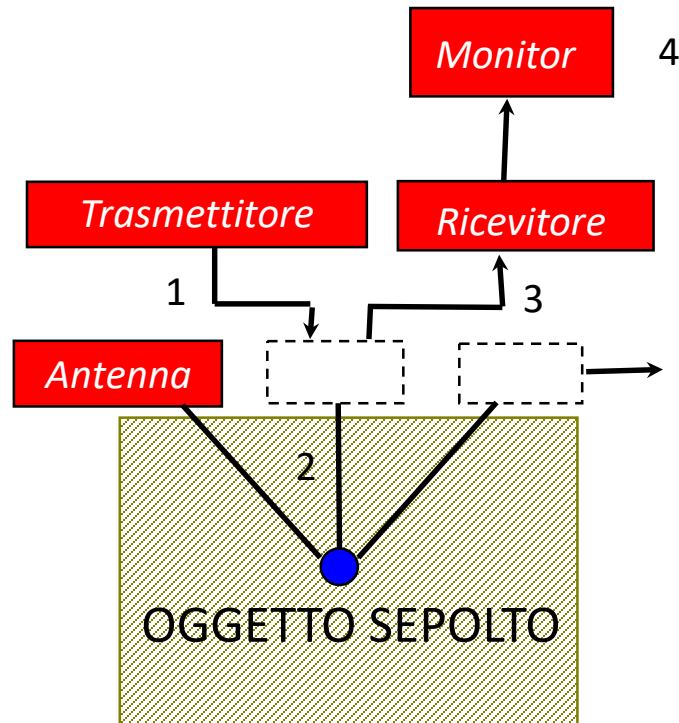 Monitor
4
Trasmettitore
Ricevitore
1
3
Antenna
2
OGGETTO SEPOLTO